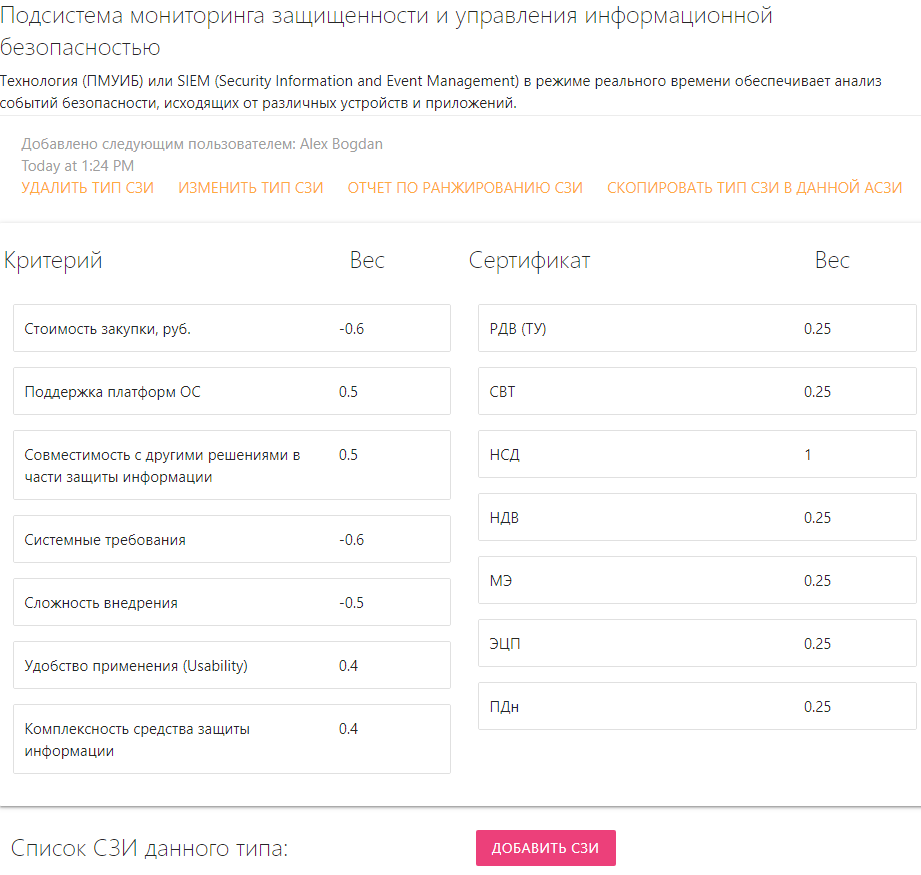 Подсистема мониторинга защищенности и управления информационной
безопасностью
Технология (ПМУИБ) или SIEM (Security Information and Event Management) в режиме реального времени обеспечивает анализ
событий безопасности, исходящих от различных устройств и приложений.
Добавлено следующим пользователем: Alex Bogdan
Today at 1:24 PM
УДАЛИТЬ ТИП СЗИ ИЗМЕНИТЬ ТИП СЗИ ОТЧЕТ ПО РАНЖИРОВАНИЮ СЗИ СКОПИРОВАТЬ ТИП СЗИ В ДАННОЙ АСЗИ
Критерий Вес
Стоимость закупки, руб. -0.6
Поддержка платформ ОС 0.5
Совместимость с другими решениями в 0.5
части защиты информации
Системные требования -0.6
Сложность внедрения -0.5
Удобство применения (Usability) 0.4
Комплексность средства защиты 0.4
информации
Сертификат Вес
РДВ (ТУ) 0.25
СВТ 0.25
НСД 1
НДВ 0.25
МЭ 0.25
ЭЦП 0.25
ПДн 0.25
Список СЗИ данного типа: ДОБАВИТЬ СЗИ